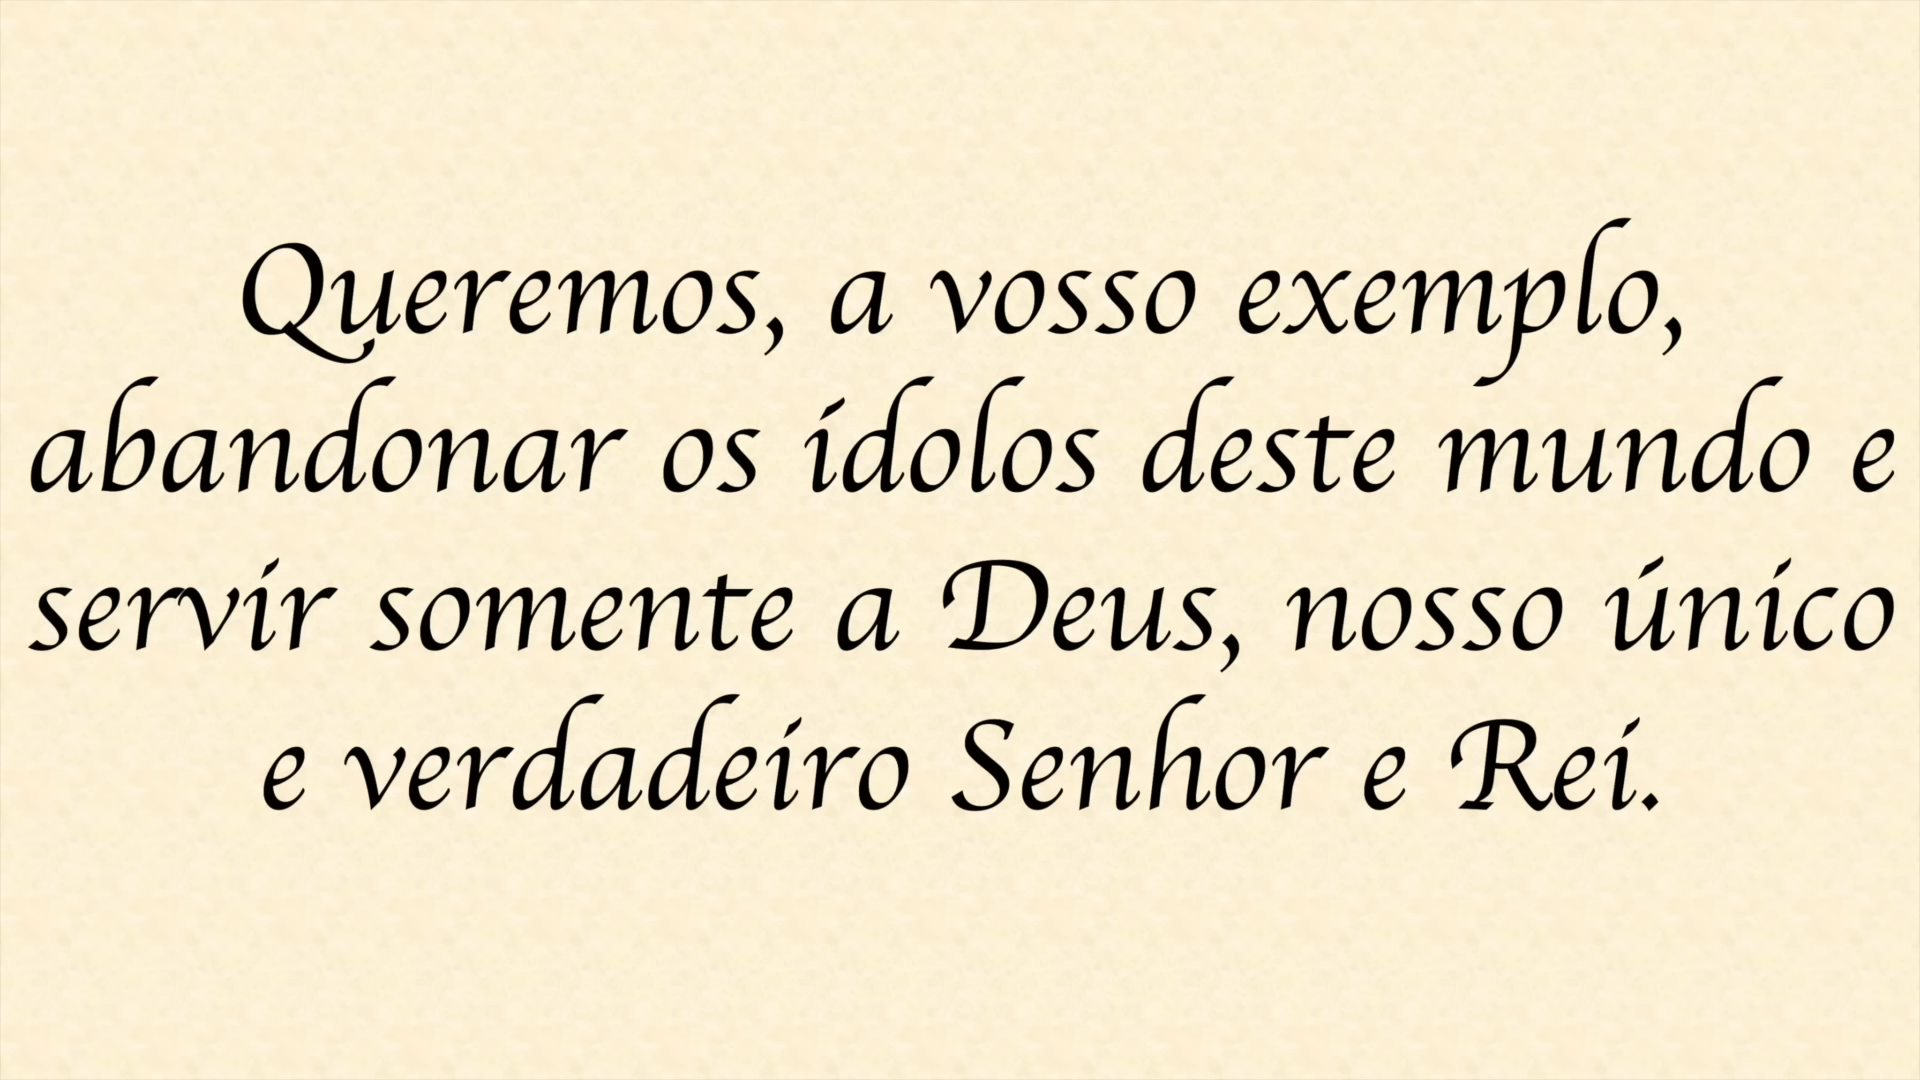 Queremos, a vosso exemplo,
abandonar os ídolos deste mundo e
servir somente a Deus, nosso único
e verdadeiro Senhor e Rei.